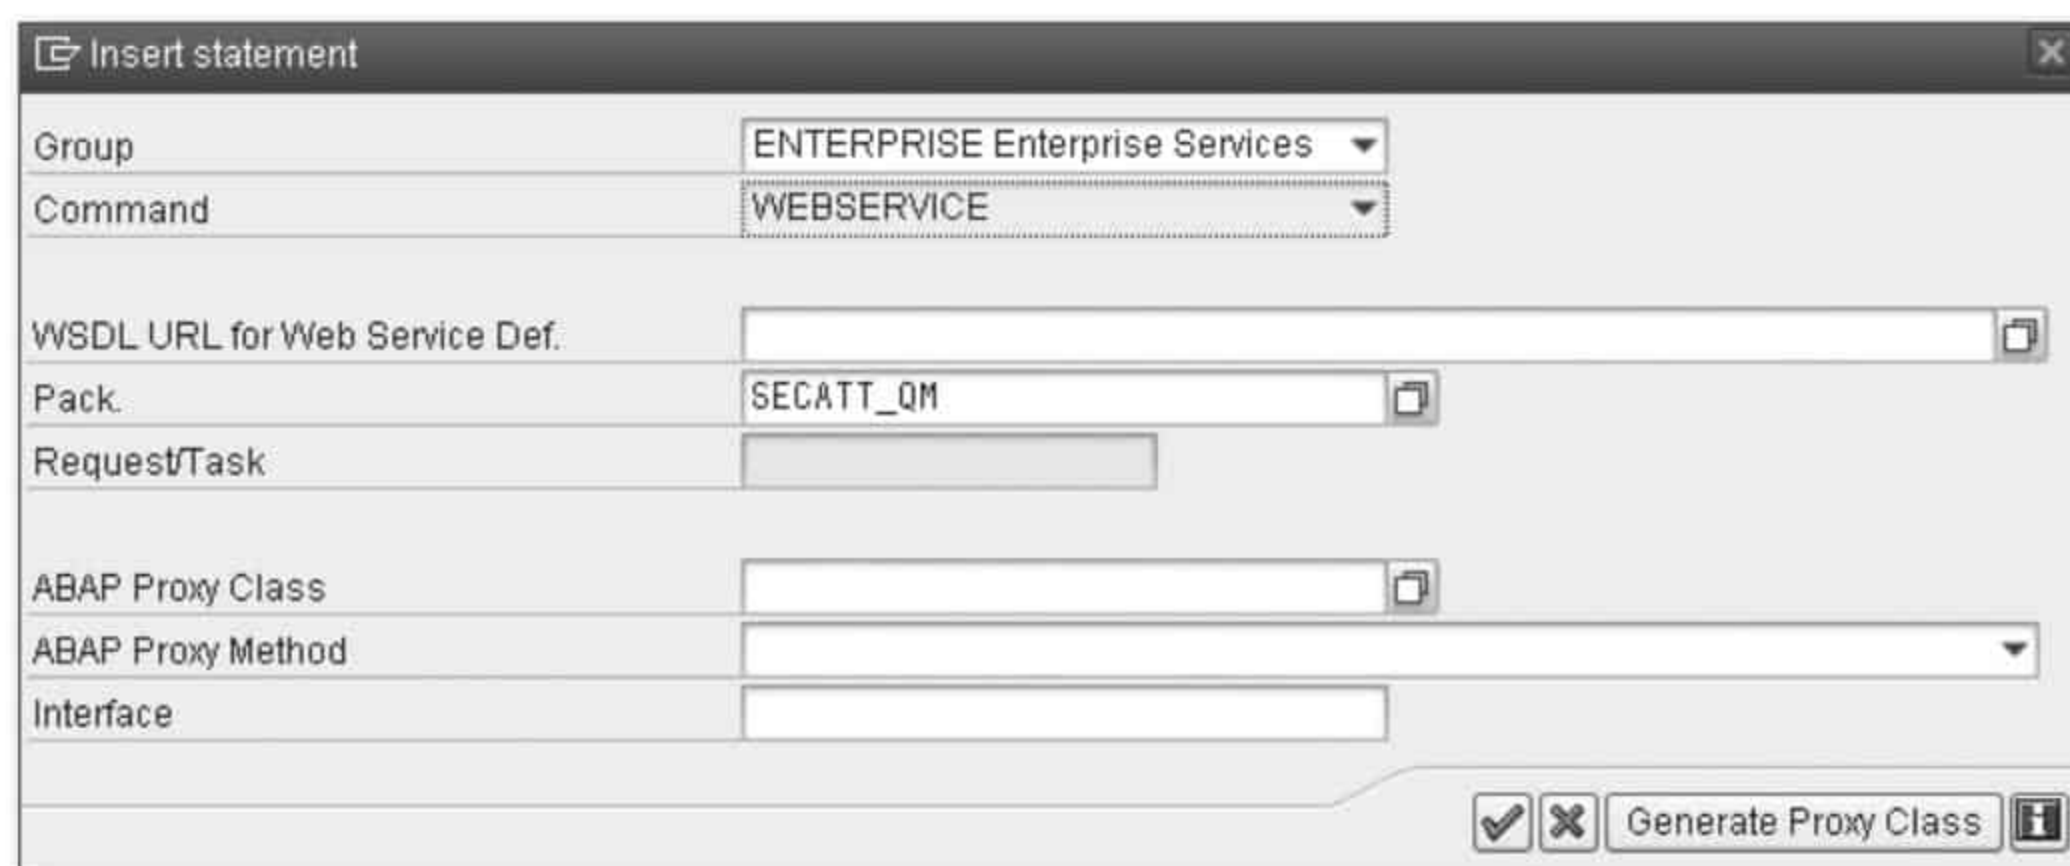 Insert statement
Group ENTERPRISE Enterprise Services
Command WEBSERVICE
WSDL URL for Web Service Def.
Pack. SECATT_QM
Request/Task
ABAP Proxy Class
ABAP Proxy Method
Interface
Generate Proxy Class